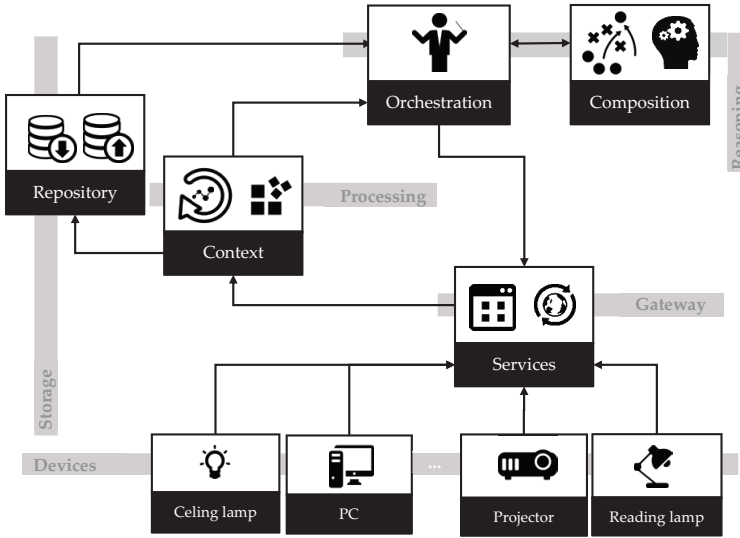 Orchestration
Composition
Reasoning
Repository
Processing
Context
Gateway
Services
Storage
Devices
...
Celing lamp
PC
Projector
Reading lamp